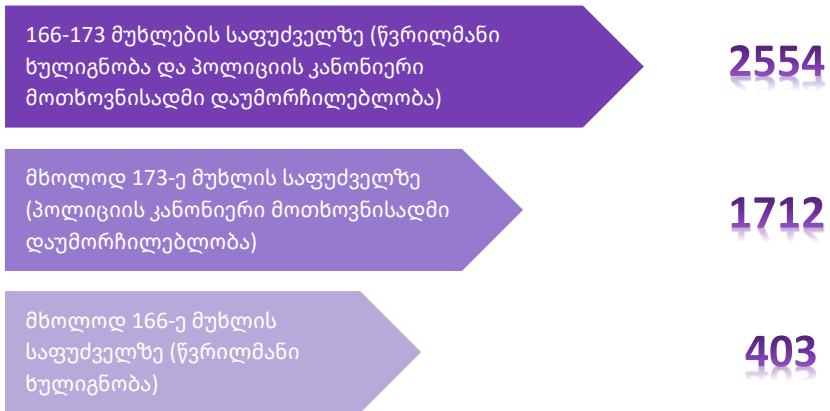 166-173 მუხლების საფუძველზე (წვრილმანი
ხულიგნობა და პოლიციის კანონიერი
მოთხოვნისადმი დაუმორჩილებლობა)
2554
მხოლოდ 173-ე მუხლის საფუძველზე
(პოლიციის კანონიერი მოთხოვნისადმი
დაუმორჩილებლობა)
1712
მხოლოდ 166-ე მუხლის
საფუძველზე (წვრილმანი
ხულიგნობა)
403